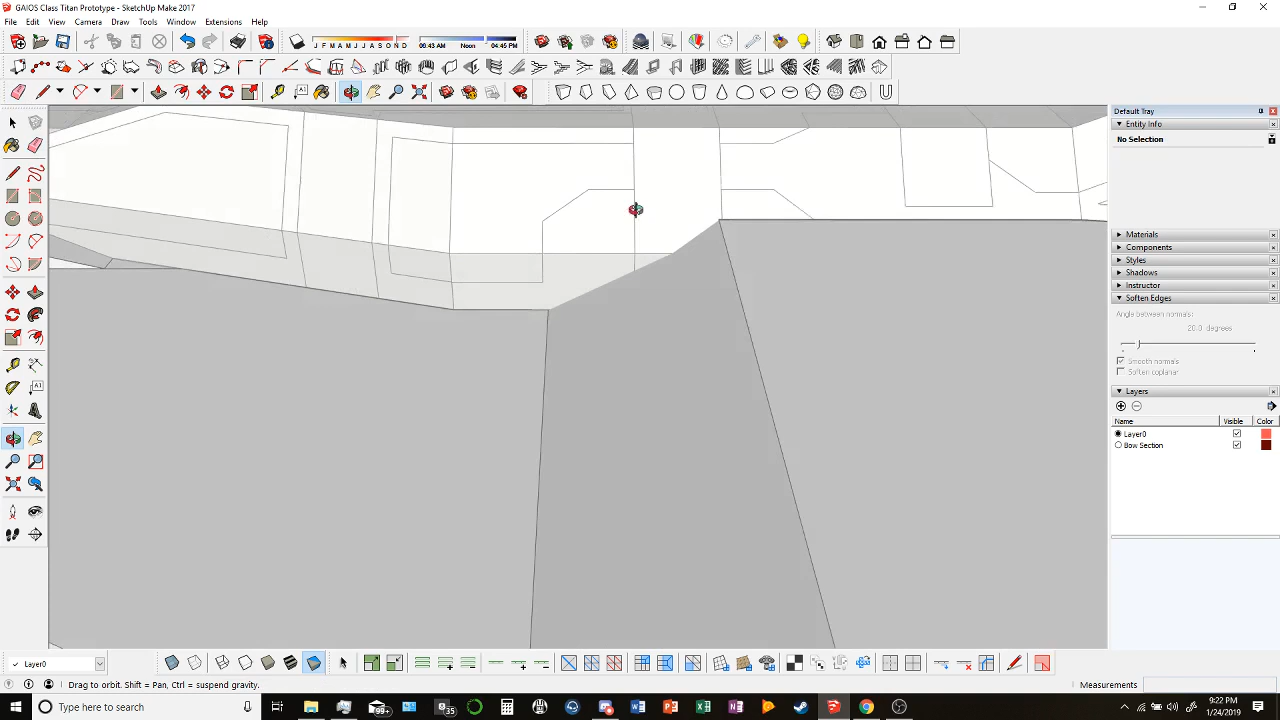 GAIOS Class Titan Prototype - SketchUp Make 2017
File Edit View Camera Draw Tools Window Extensions Help
J F M A M J J A S O N D
06:43 AM Noon 04:45 PM
Default Tray
Entity Info
No Selection
Materials
Components
Styles
Shadows
Instructor
Soften Edges
Angle between normals:
20.0 degrees
Smooth normals
Soften coplanar
Layers
Name Visible Color
Layer0
Bow Section
Layer0
Drag to orbit. Shift = Pan, Ctrl = suspend gravity.
Measurements
Type here to search
99+
35
9:22 PM
1/24/2019